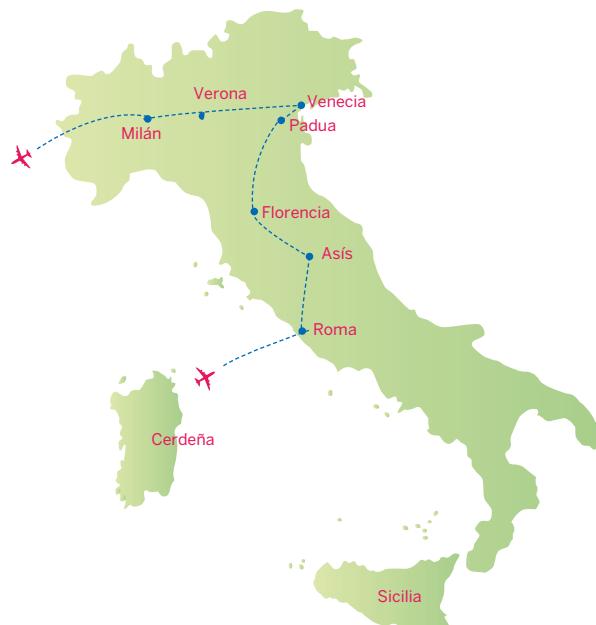 Verona
Venecia
Milán
Padua
Florencia
Asís
Roma
Cerdeña
Sicilia